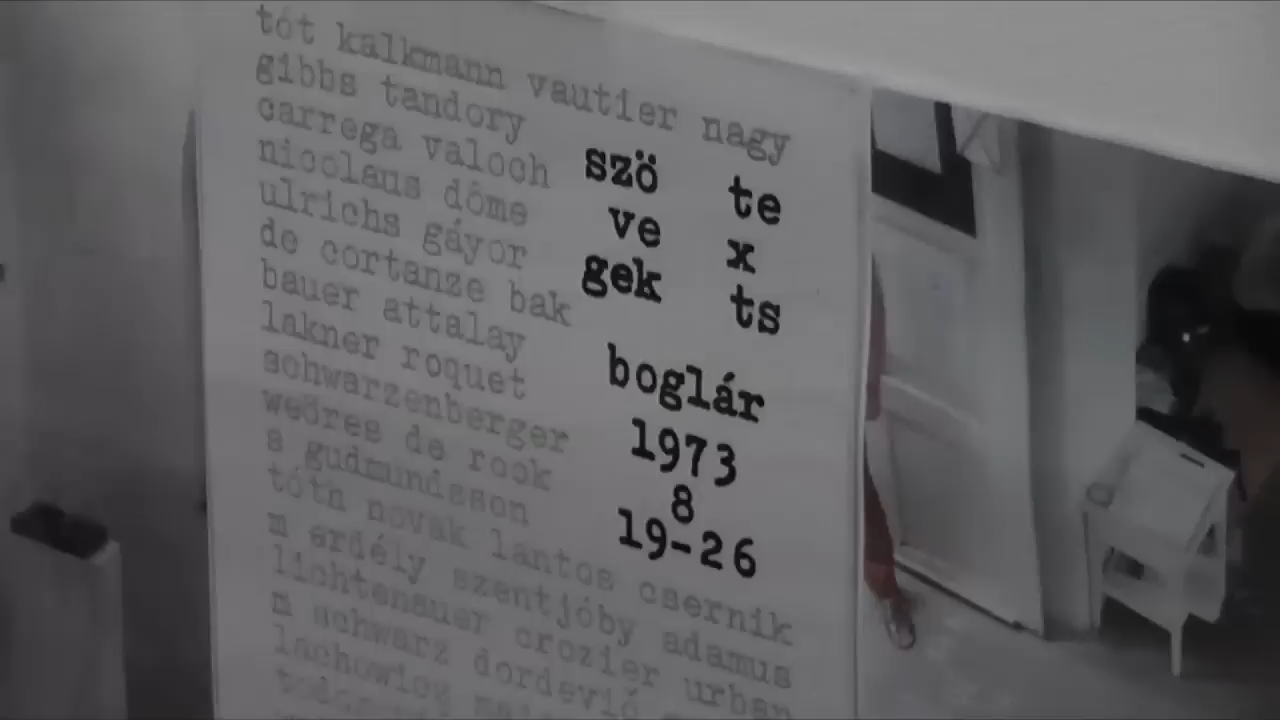 tót kalkmann vautier nagy
gibbs tandory
carrega valoch
nicolaus dôme
ulrichs gáyor
de cortanze bak
bauer attalay
lakner roquet
schwarzenberger
weöres de rook
a gudmundsson
tóth novak lantos csernik
m erdély szentjóby adamus
lichtenauer crozier urban
m schwarz dordević
lachowicz
szö te
ve x
gek ts
boglár
1973
8
19-26